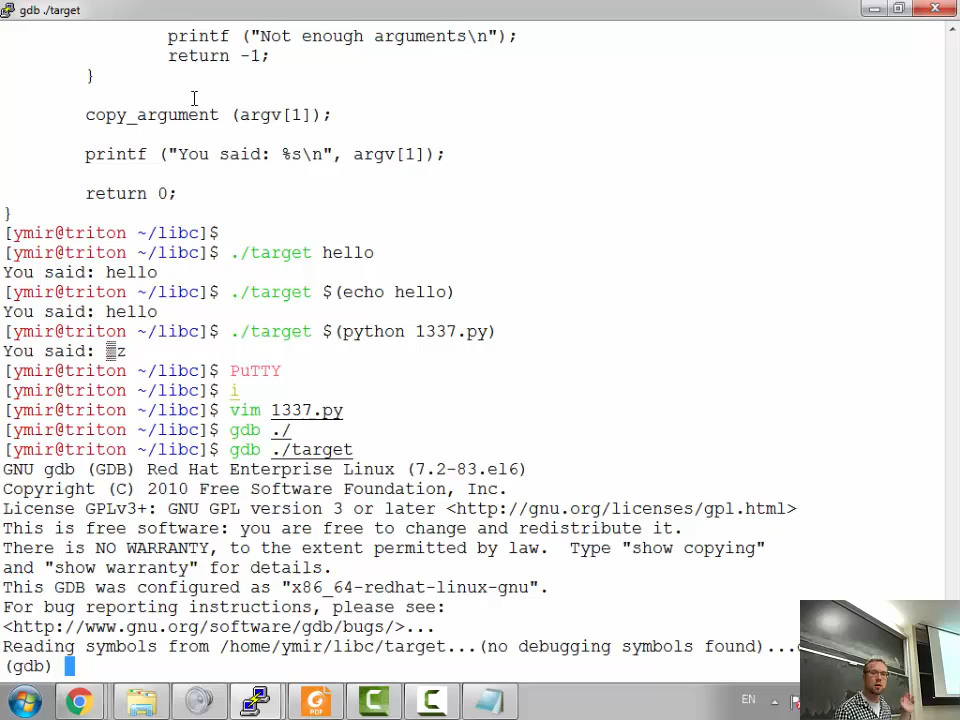 gdb ./target
printf ("Not enough arguments\n");
return -1;
}
copy_argument (argv[1]);
printf ("You said: %s\n", argv[1]);
return 0;
}
[ymir@triton ~/libc]$
[ymir@triton ~/libc]$ ./target hello
You said: hello
[ymir@triton ~/libc]$ ./target $(echo hello)
You said: hello
[ymir@triton ~/libc]$ ./target $(python 1337.py)
You said: ▒z
[ymir@triton ~/libc]$ PuTTY
[ymir@triton ~/libc]$ i
[ymir@triton ~/libc]$ vim 1337.py
[ymir@triton ~/libc]$ gdb ./
[ymir@triton ~/libc]$ gdb ./target
GNU gdb (GDB) Red Hat Enterprise Linux (7.2-83.el6)
Copyright (C) 2010 Free Software Foundation, Inc.
License GPLv3+: GNU GPL version 3 or later <http://gnu.org/licenses/gpl.html>
This is free software: you are free to change and redistribute it.
There is NO WARRANTY, to the extent permitted by law.  Type "show copying"
and "show warranty" for details.
This GDB was configured as "x86_64-redhat-linux-gnu".
For bug reporting instructions, please see:
<http://www.gnu.org/software/gdb/bugs/>...
Reading symbols from /home/ymir/libc/target...(no debugging symbols found)...
(gdb)
PDF
EN